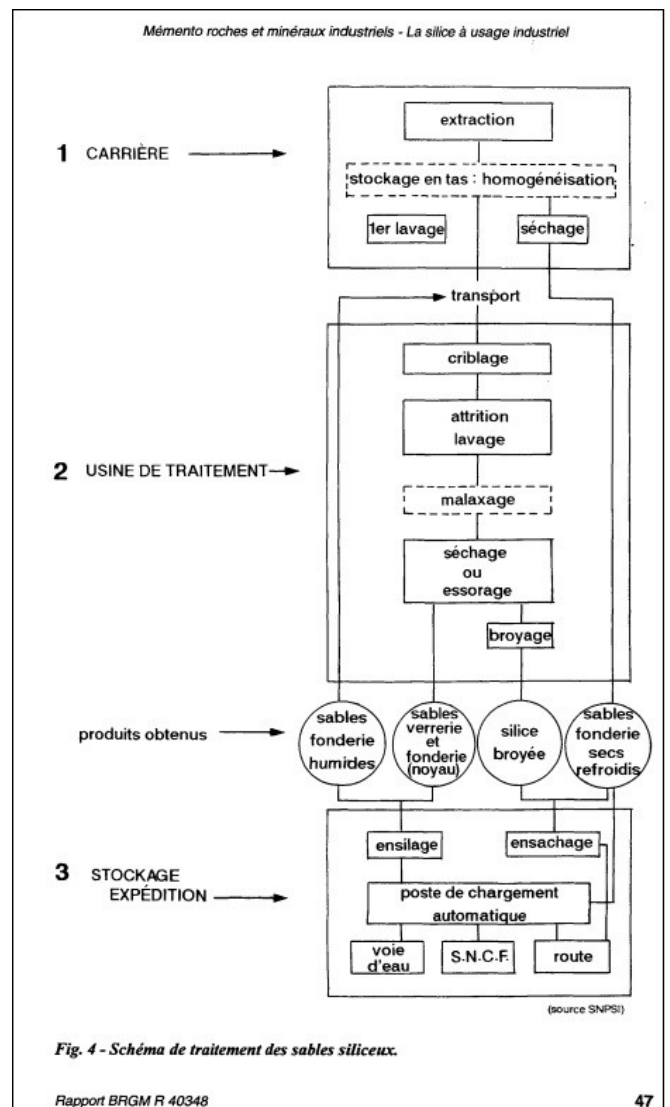 Mémento roches et minéraux industriels - La silice à usage industriel
extraction
1 CARRIÈRE
stockage en tas : homogénéisation
1er lavage
séchage
transport
criblage
attrition
lavage
2 USINE DE TRAITEMENT
malaxage
séchage
ou
essorage
broyage
produits obtenus
sables
fonderie
humides
sables
verrerie
et
fonderie
(noyau)
silice
broyée
sables
fonderie
secs
refroidis
ensilage
ensachage
3 STOCKAGE
EXPÉDITION
poste de chargement
automatique
voie
d'eau
S.N.C.F.
route
(source SNPSI)
Fig. 4 - Schéma de traitement des sables siliceux.
Rapport BRGM R 40348
47